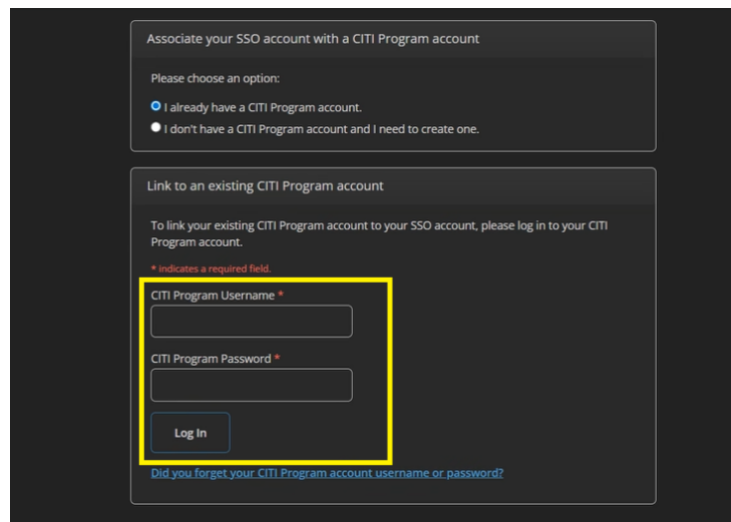 Associate your SSO account with a CITI Program account
Please choose an option:
I already have a CITI Program account.
I don't have a CITI Program account and I need to create one.
Link to an existing CITI Program account
To link your existing CITI Program account to your SSO account, please log in to your CITI
Program account.
* indicates a required field.
CITI Program Username *
CITI Program Password *
Log In
Did you forget your CITI Program account username or password?